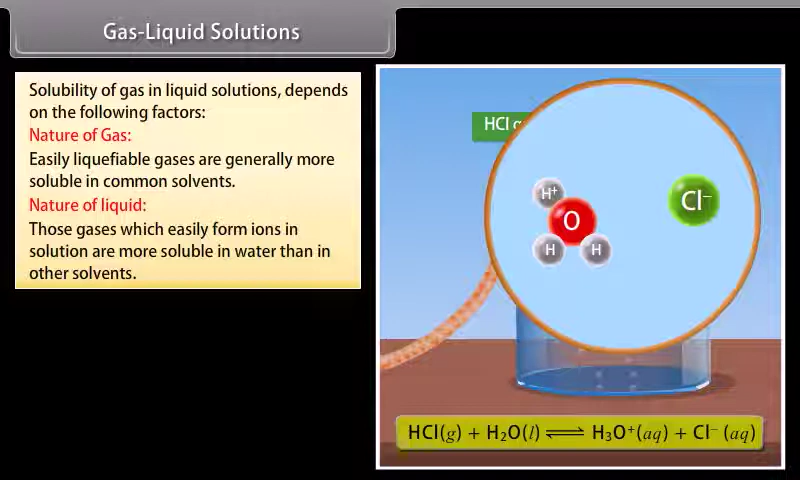 Gas-Liquid Solutions
Solubility of gas in liquid solutions, depends
on the following factors:
Nature of Gas:
Easily liquefiable gases are generally more
soluble in common solvents.
Nature of liquid:
Those gases which easily form ions in
solution are more soluble in water than in
other solvents.
HCl
H⁺
O
H H
Cl⁻
HCl(g) + H₂O(l) ⇌ H₃O⁺(aq) + Cl⁻ (aq)